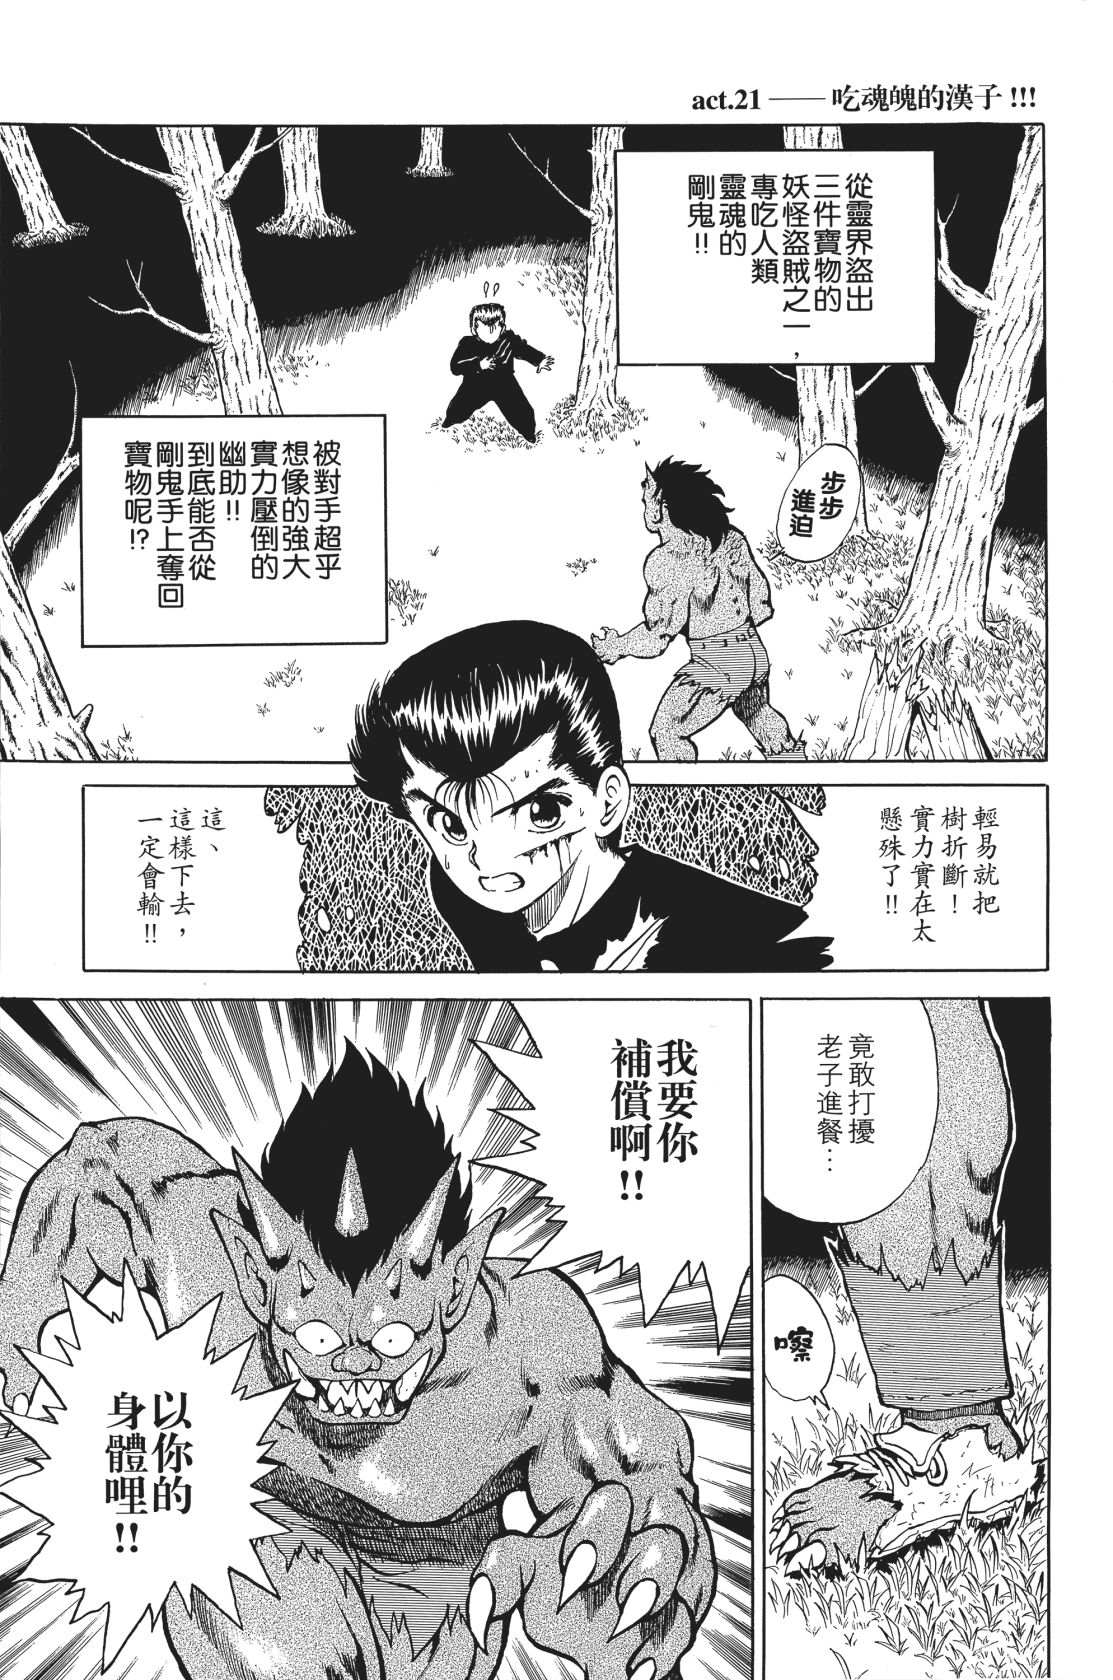 act.21 —— 吃魂魄的漢子!!!
從靈界盜出
三件寶物的
妖怪盜賊之一，
專吃人類
靈魂的
剛鬼!!
步步
進迫
被對手超乎
想像的強大
實力壓倒的
幽助!!
到底能否從
剛鬼手上奪回
寶物呢!?
輕易就把
樹折斷！
實力實在太
懸殊了!!
這、
這樣下去，
一定會輸!!
竟敢打擾
老子進餐…
嚓
我要你
補償啊!!
以你的
身體哩!!